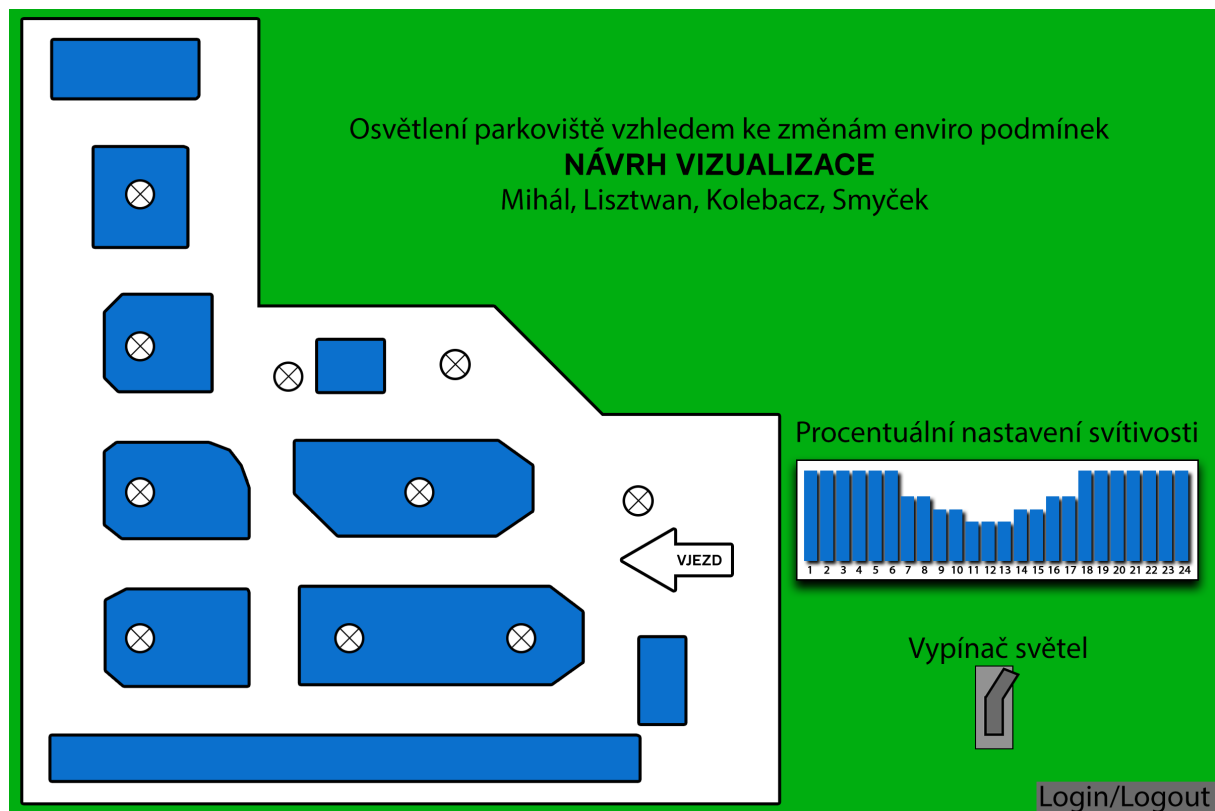 Osvětlení parkoviště vzhledem ke změnám enviro podmínek
NÁVRH VIZUALIZACE
Mihál, Lisztwan, Kolebacz, Smyček
Procentuální nastavení svítivosti
1 2 3 4 5 6 7 8 9 10 11 12 13 14 15 16 17 18 19 20 21 22 23 24
VJEZD
Vypínač světel
Login/Logout